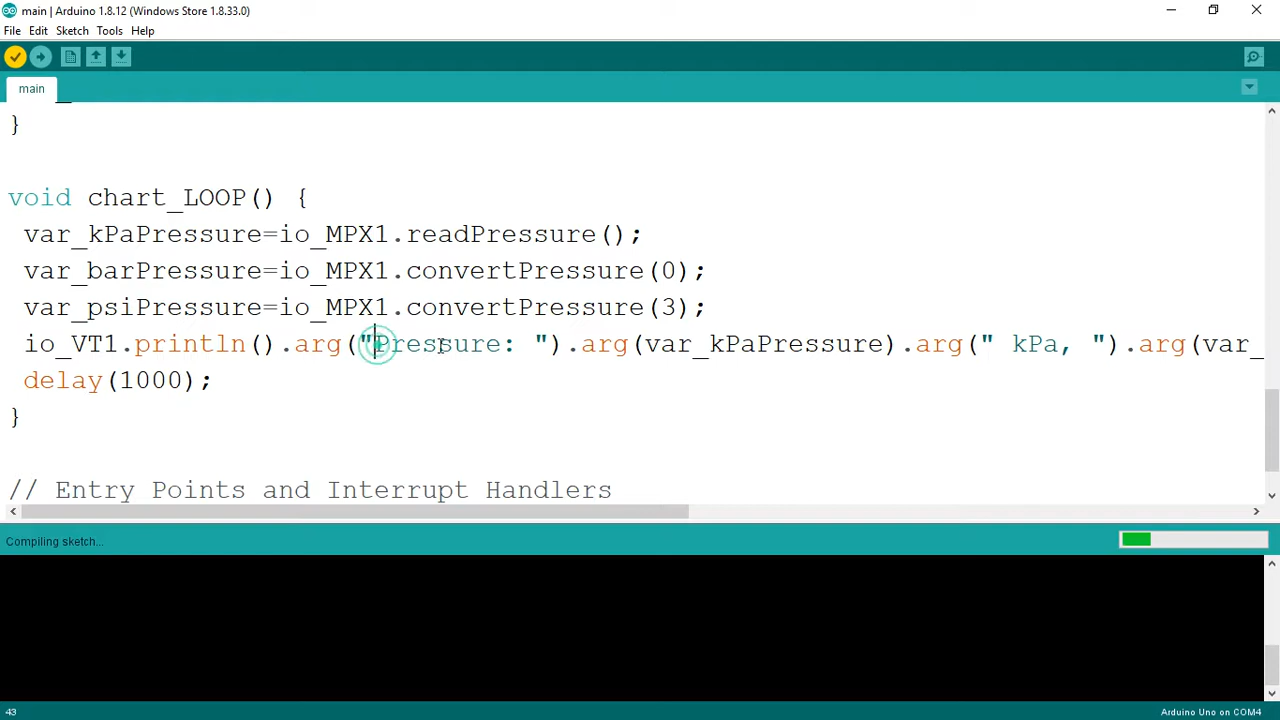 main | Arduino 1.8.12 (Windows Store 1.8.33.0)
File Edit Sketch Tools Help
main
}
void chart_LOOP() {
var_kPaPressure=io_MPX1.readPressure();
var_barPressure=io_MPX1.convertPressure(0);
var_psiPressure=io_MPX1.convertPressure(3);
io_VT1.println().arg("Pressure: ").arg(var_kPaPressure).arg(" kPa, ").arg(var_
delay(1000);
}
// Entry Points and Interrupt Handlers
Compiling sketch...
43 Arduino Uno on COM4